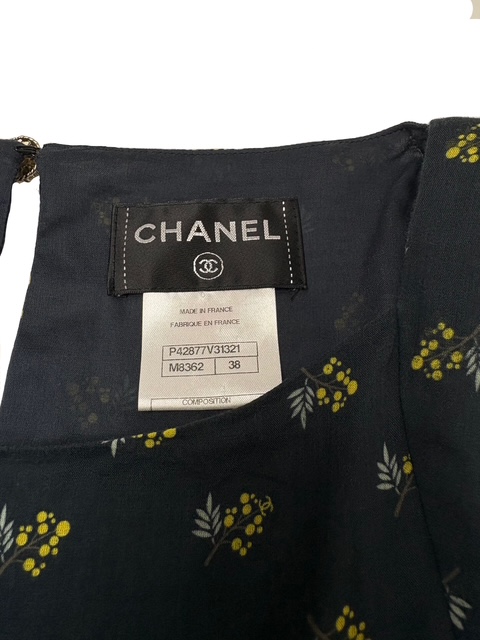 CHANEL
MADE IN FRANCE
FABRIQUE EN FRANCE
P42877V31321
M8362 38
COMPOSITION